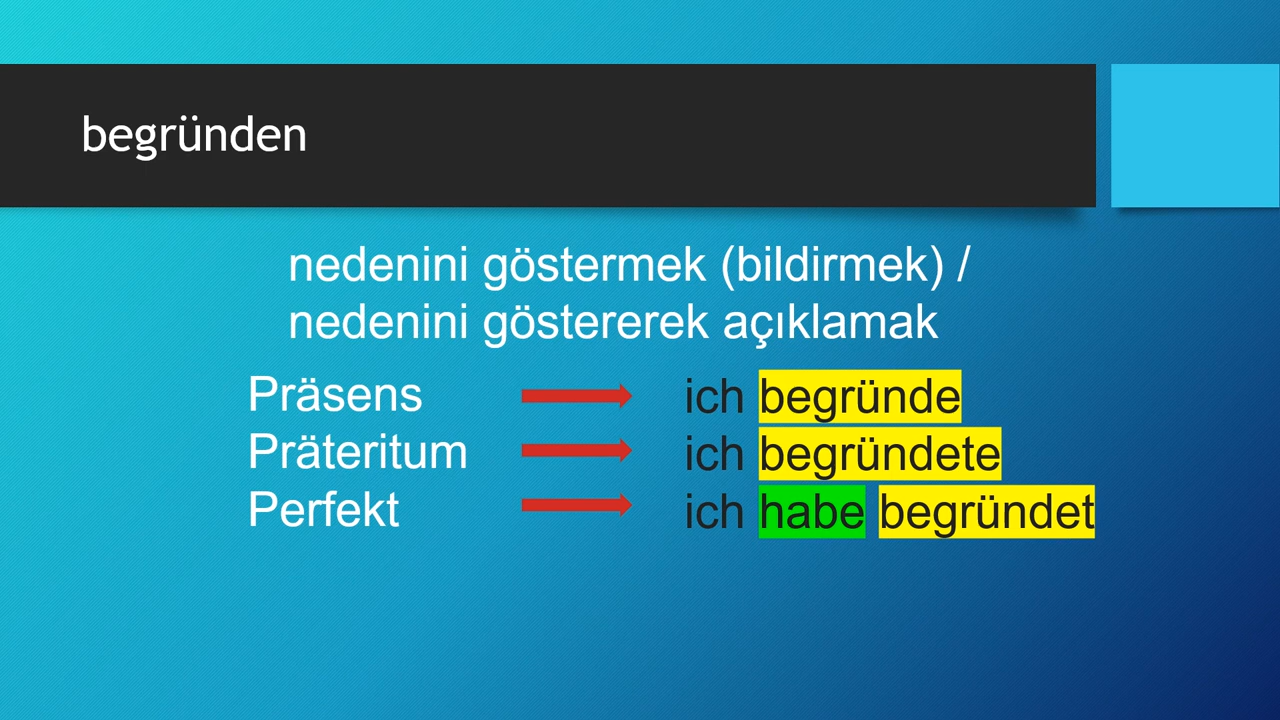 begründen
nedenini göstermek (bildirmek) /
nedenini göstererek açıklamak
Präsens ich begründe
Präteritum ich begründete
Perfekt ich habe begründet